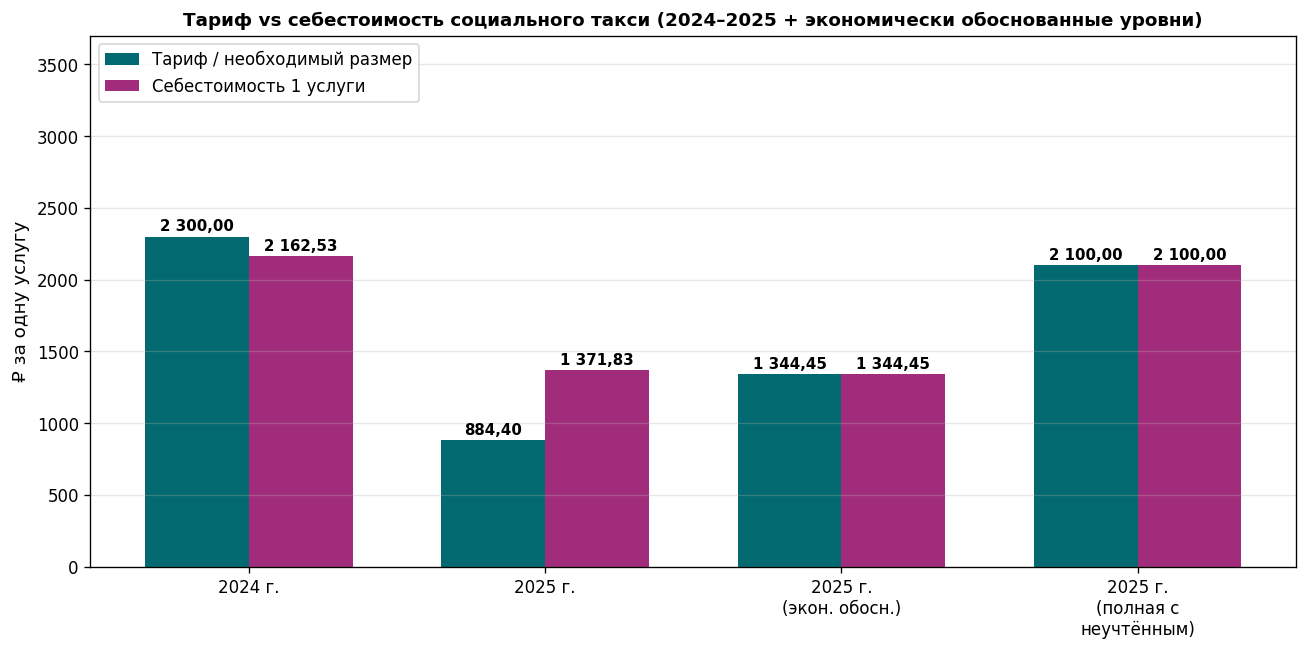 Тариф vs себестоимость социального такси (2024–2025 + экономически обоснованные уровни)
Тариф / необходимый размер
Себестоимость 1 услуги
₽ за одну услугу
3500
3000
2500
2000
1500
1000
500
0
2 300,00
2 162,53
884,40
1 371,83
1 344,45
1 344,45
2 100,00
2 100,00
2024 г.
2025 г.
2025 г.
(экон. обосн.)
2025 г.
(полная с
неучтённым)